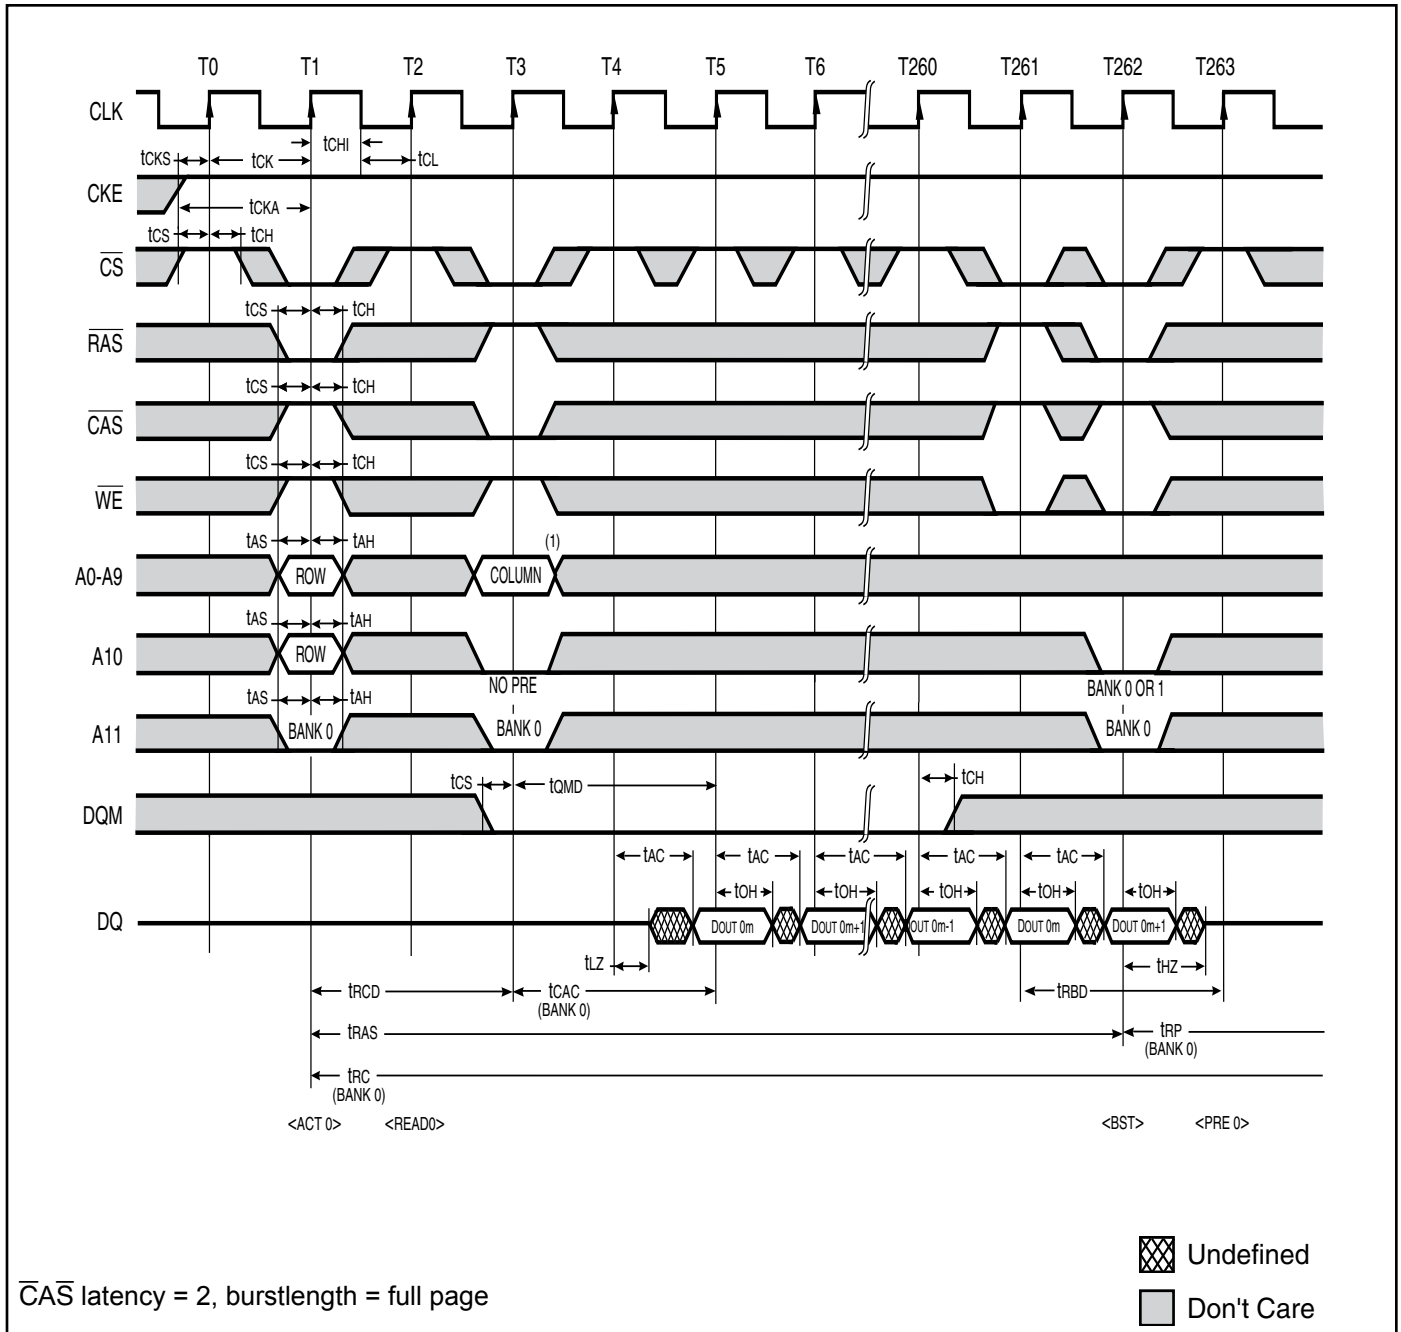 T0 T1 T2 T3 T4 T5 T6 T260 T261 T262 T263
CLK
tCHI
tCKS tCK tCL
CKE
tCKA
tCS tCH
CS
tCS tCH
RAS
tCS tCH
CAS
tCS tCH
WE
tAS tAH (1)
A0-A9 ROW COLUMN
tAS tAH
A10 ROW
NO PRE BANK 0 OR 1
tAS tAH
A11 BANK 0 BANK 0 BANK 0
tCS tQMD tCH
DQM
tAC tAC tAC tAC tAC
tOH tOH tOH tOH tOH
DQ DOUT 0m DOUT 0m+1 OUT 0m-1 DOUT 0m DOUT 0m+1
tLZ tHZ
tRCD tCAC tRBD
(BANK 0)
tRAS tRP
(BANK 0)
tRC
(BANK 0)
<ACT 0> <READ0> <BST> <PRE 0>
Undefined
C̅A̅S̅ latency = 2, burstlength = full page
Don't Care